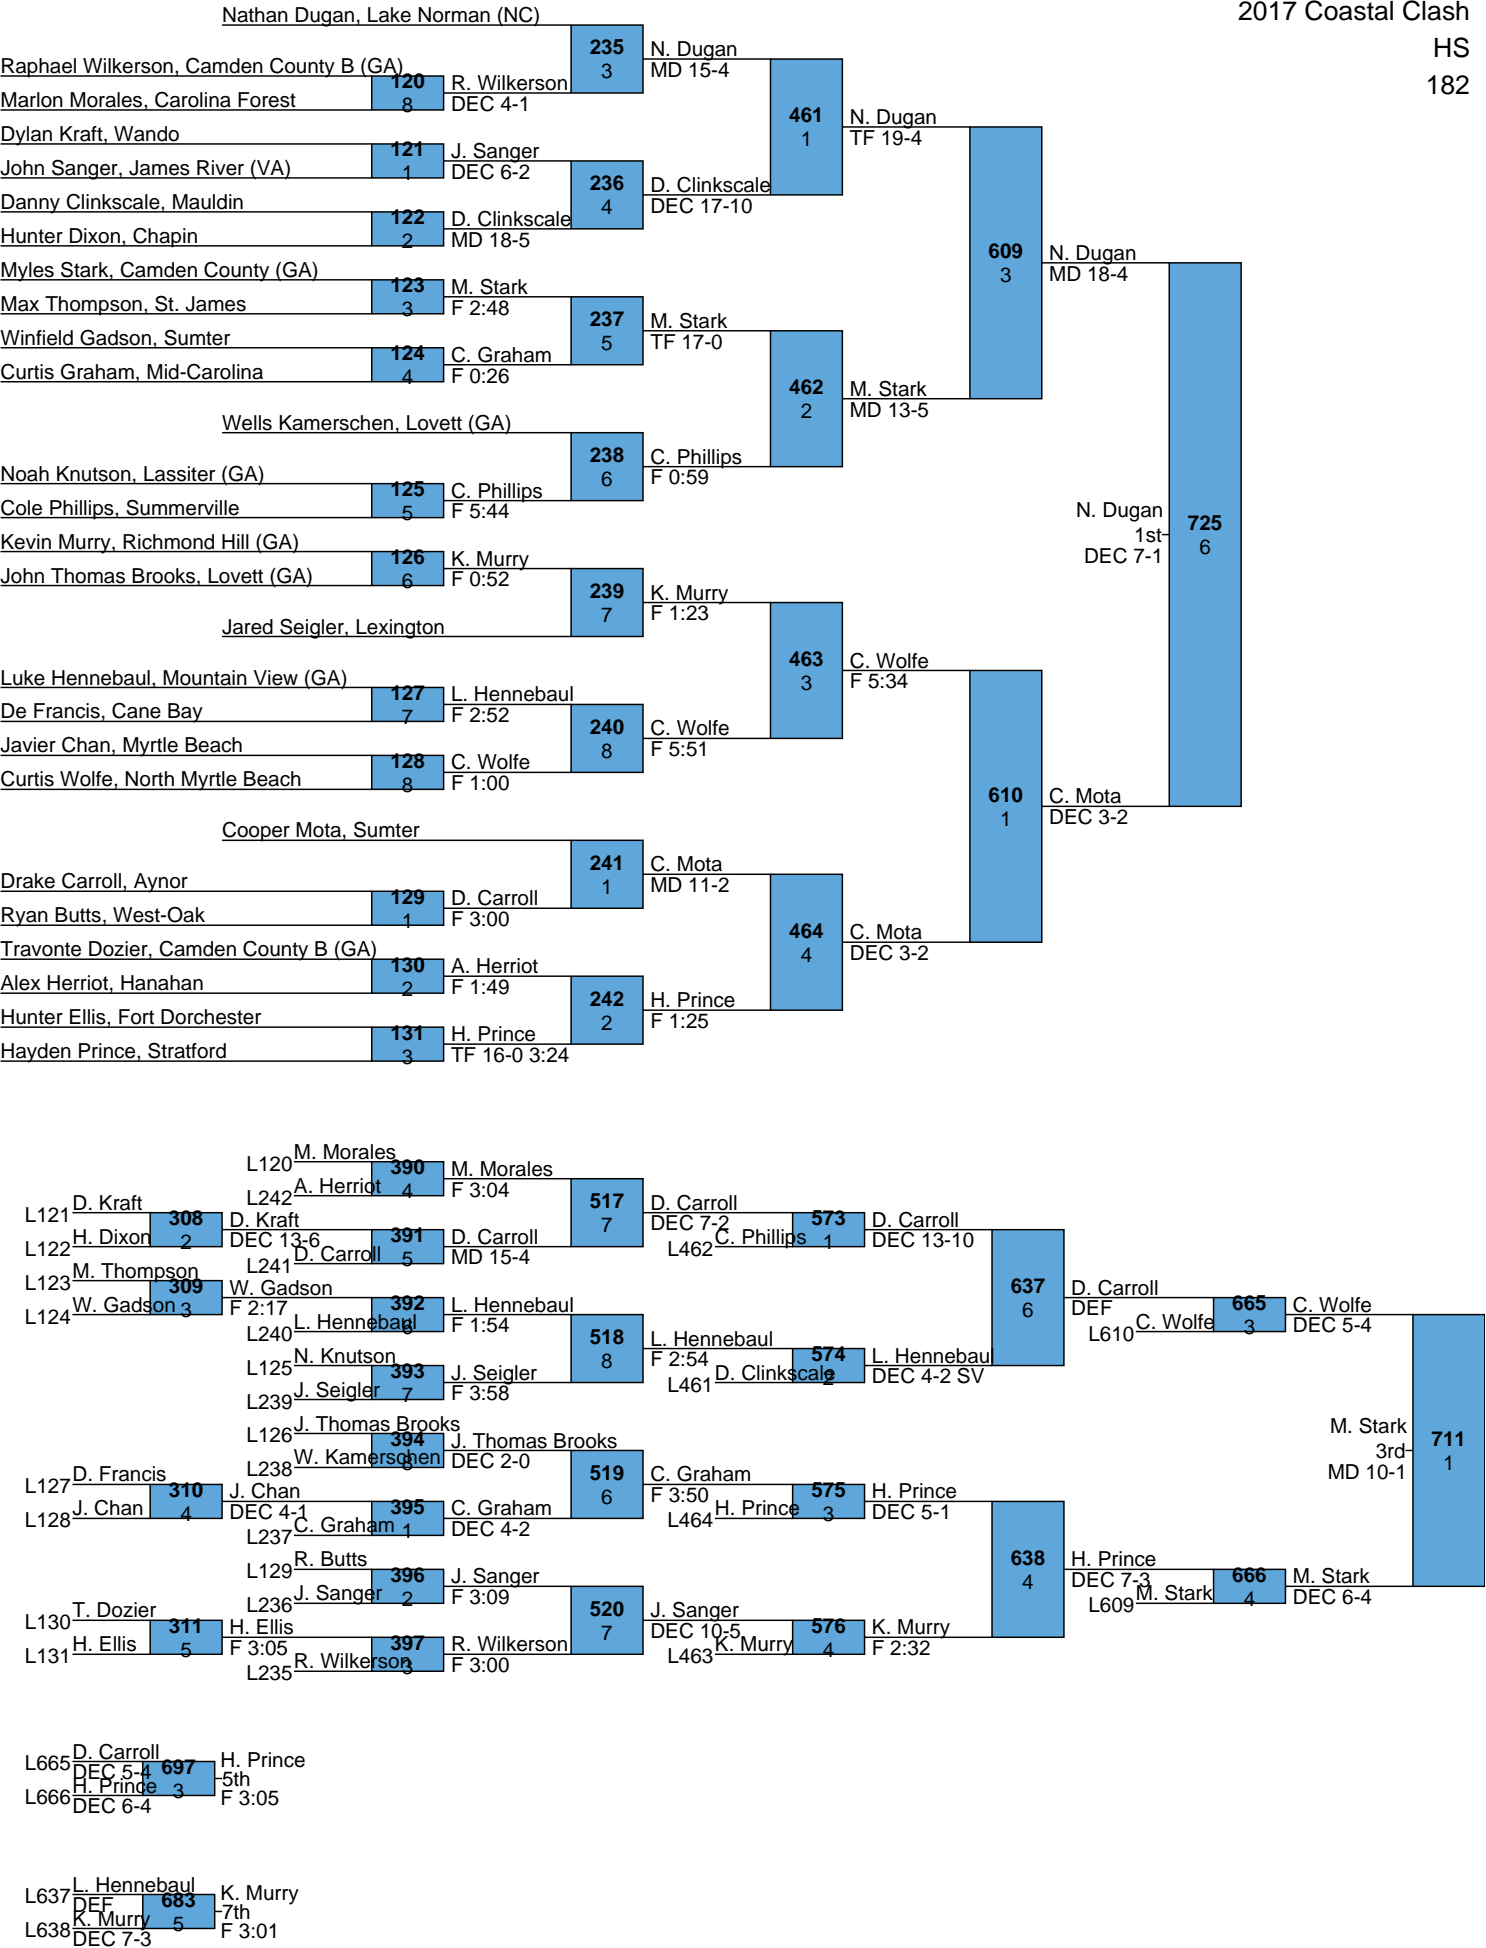 2017 Coastal Clash
HS
182
Nathan Dugan, Lake Norman (NC)
235
3
N. Dugan
MD 15-4
Raphael Wilkerson, Camden County B (GA)
120
8
R. Wilkerson
DEC 4-1
Marlon Morales, Carolina Forest
461
1
N. Dugan
TF 19-4
Dylan Kraft, Wando
121
1
J. Sanger
DEC 6-2
John Sanger, James River (VA)
236
4
D. Clinkscale
DEC 17-10
Danny Clinkscale, Mauldin
122
2
D. Clinkscale
MD 18-5
Hunter Dixon, Chapin
609
3
N. Dugan
MD 18-4
Myles Stark, Camden County (GA)
123
3
M. Stark
F 2:48
Max Thompson, St. James
237
5
M. Stark
TF 17-0
Winfield Gadson, Sumter
124
4
C. Graham
F 0:26
Curtis Graham, Mid-Carolina
462
2
M. Stark
MD 13-5
Wells Kamerschen, Lovett (GA)
238
6
C. Phillips
F 0:59
Noah Knutson, Lassiter (GA)
125
5
C. Phillips
F 5:44
Cole Phillips, Summerville
N. Dugan
1st
DEC 7-1
725
6
Kevin Murry, Richmond Hill (GA)
126
6
K. Murry
F 0:52
John Thomas Brooks, Lovett (GA)
239
7
K. Murry
F 1:23
Jared Seigler, Lexington
463
3
C. Wolfe
F 5:34
Luke Hennebaul, Mountain View (GA)
127
7
L. Hennebaul
F 2:52
De Francis, Cane Bay
240
8
C. Wolfe
F 5:51
Javier Chan, Myrtle Beach
128
8
C. Wolfe
F 1:00
Curtis Wolfe, North Myrtle Beach
610
1
C. Mota
DEC 3-2
Cooper Mota, Sumter
241
1
C. Mota
MD 11-2
Drake Carroll, Aynor
129
1
D. Carroll
F 3:00
Ryan Butts, West-Oak
464
4
C. Mota
DEC 3-2
Travonte Dozier, Camden County B (GA)
130
2
A. Herriot
F 1:49
Alex Herriot, Hanahan
242
2
H. Prince
F 1:25
Hunter Ellis, Fort Dorchester
131
3
H. Prince
TF 16-0 3:24
Hayden Prince, Stratford
L120 M. Morales
390
4
M. Morales
F 3:04
L242 A. Herriot
517
7
D. Carroll
DEC 7-2
L121 D. Kraft
308
2
D. Kraft
DEC 13-6
L122 H. Dixon
391
5
D. Carroll
MD 15-4
L241 D. Carroll
L462 C. Phillips
573
1
D. Carroll
DEC 13-10
L123 M. Thompson
309
3
W. Gadson
F 2:17
L124 W. Gadson
392
6
L. Hennebaul
F 1:54
L240 L. Hennebaul
637
6
D. Carroll
DEF
L610 C. Wolfe
665
3
C. Wolfe
DEC 5-4
518
8
L. Hennebaul
F 2:54
L125 N. Knutson
393
7
J. Seigler
F 3:58
L239 J. Seigler
L461 D. Clinkscale
574
2
L. Hennebaul
DEC 4-2 SV
L126 J. Thomas Brooks
394
8
J. Thomas Brooks
DEC 2-0
L238 W. Kamerschen
M. Stark
3rd
MD 10-1
711
1
519
6
C. Graham
F 3:50
L127 D. Francis
310
4
J. Chan
DEC 4-1
L128 J. Chan
395
1
C. Graham
DEC 4-2
L237 C. Graham
L464 H. Prince
575
3
H. Prince
DEC 5-1
L129 R. Butts
396
2
J. Sanger
F 3:09
L236 J. Sanger
638
4
H. Prince
DEC 7-3
L609 M. Stark
666
4
M. Stark
DEC 6-4
520
7
J. Sanger
DEC 10-5
L130 T. Dozier
311
5
H. Ellis
F 3:05
L131 H. Ellis
397
3
R. Wilkerson
F 3:00
L235 R. Wilkerson
L463 K. Murry
576
4
K. Murry
F 2:32
L665 D. Carroll
DEC 5-4
697
3
H. Prince
5th
F 3:05
L666 H. Prince
DEC 6-4
L637 L. Hennebaul
DEF
683
5
K. Murry
7th
F 3:01
L638 K. Murry
DEC 7-3